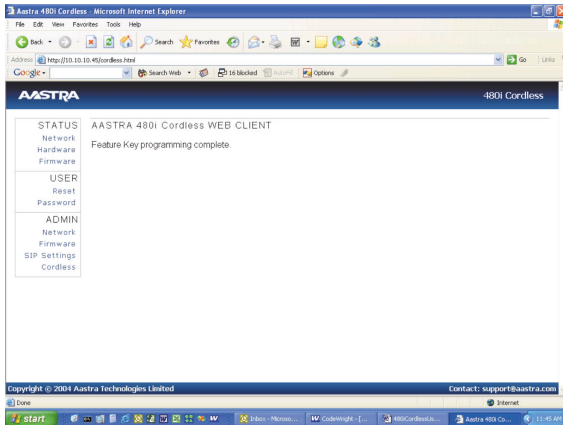 Aastra 480i Cordless - Microsoft Internet Explorer
File Edit View Favorites Tools Help
Back Search Favorites
Address http://10.10.10.45/cordless.html Go Links
Google Search Web 16 blocked AutoFill Options
AASTRA 480i Cordless
STATUS
Network
Hardware
Firmware
USER
Reset
Password
ADMIN
Network
Firmware
SIP Settings
Cordless
AASTRA 480i Cordless WEB CLIENT
Feature Key programming complete.
Copyright © 2004 Aastra Technologies Limited Contact: support@aastra.com
Done Internet
start Inbox - Microso... CodeWright - [... 480iCordlessUs... Aastra 480i Co... 11:45 AM